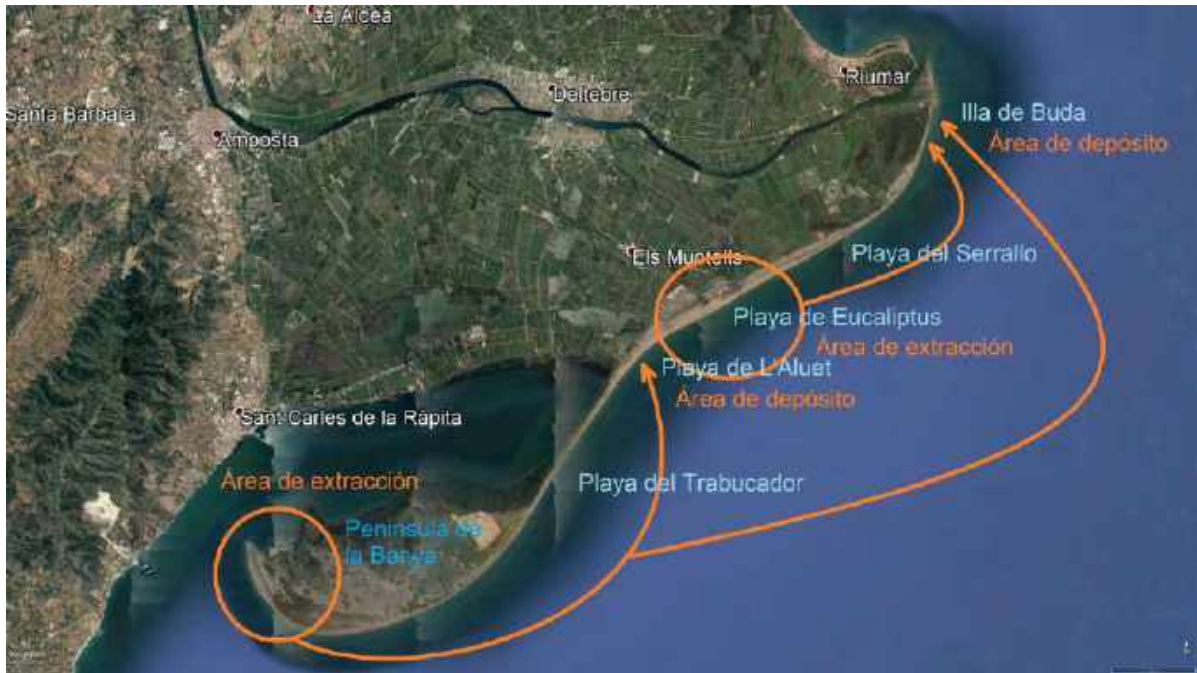 La Aldea
Riumar
Deltebre
Santa Bárbara
Amposta
Illa de Buda
Área de depósito
Els Muntells
Playa del Serrallo
Playa de Eucaliptus
Área de extracción
Playa de L'Aluet
Área de depósito
Sant Carles de la Ràpita
Área de extracción
Playa del Trabucador
Península de
la Banya